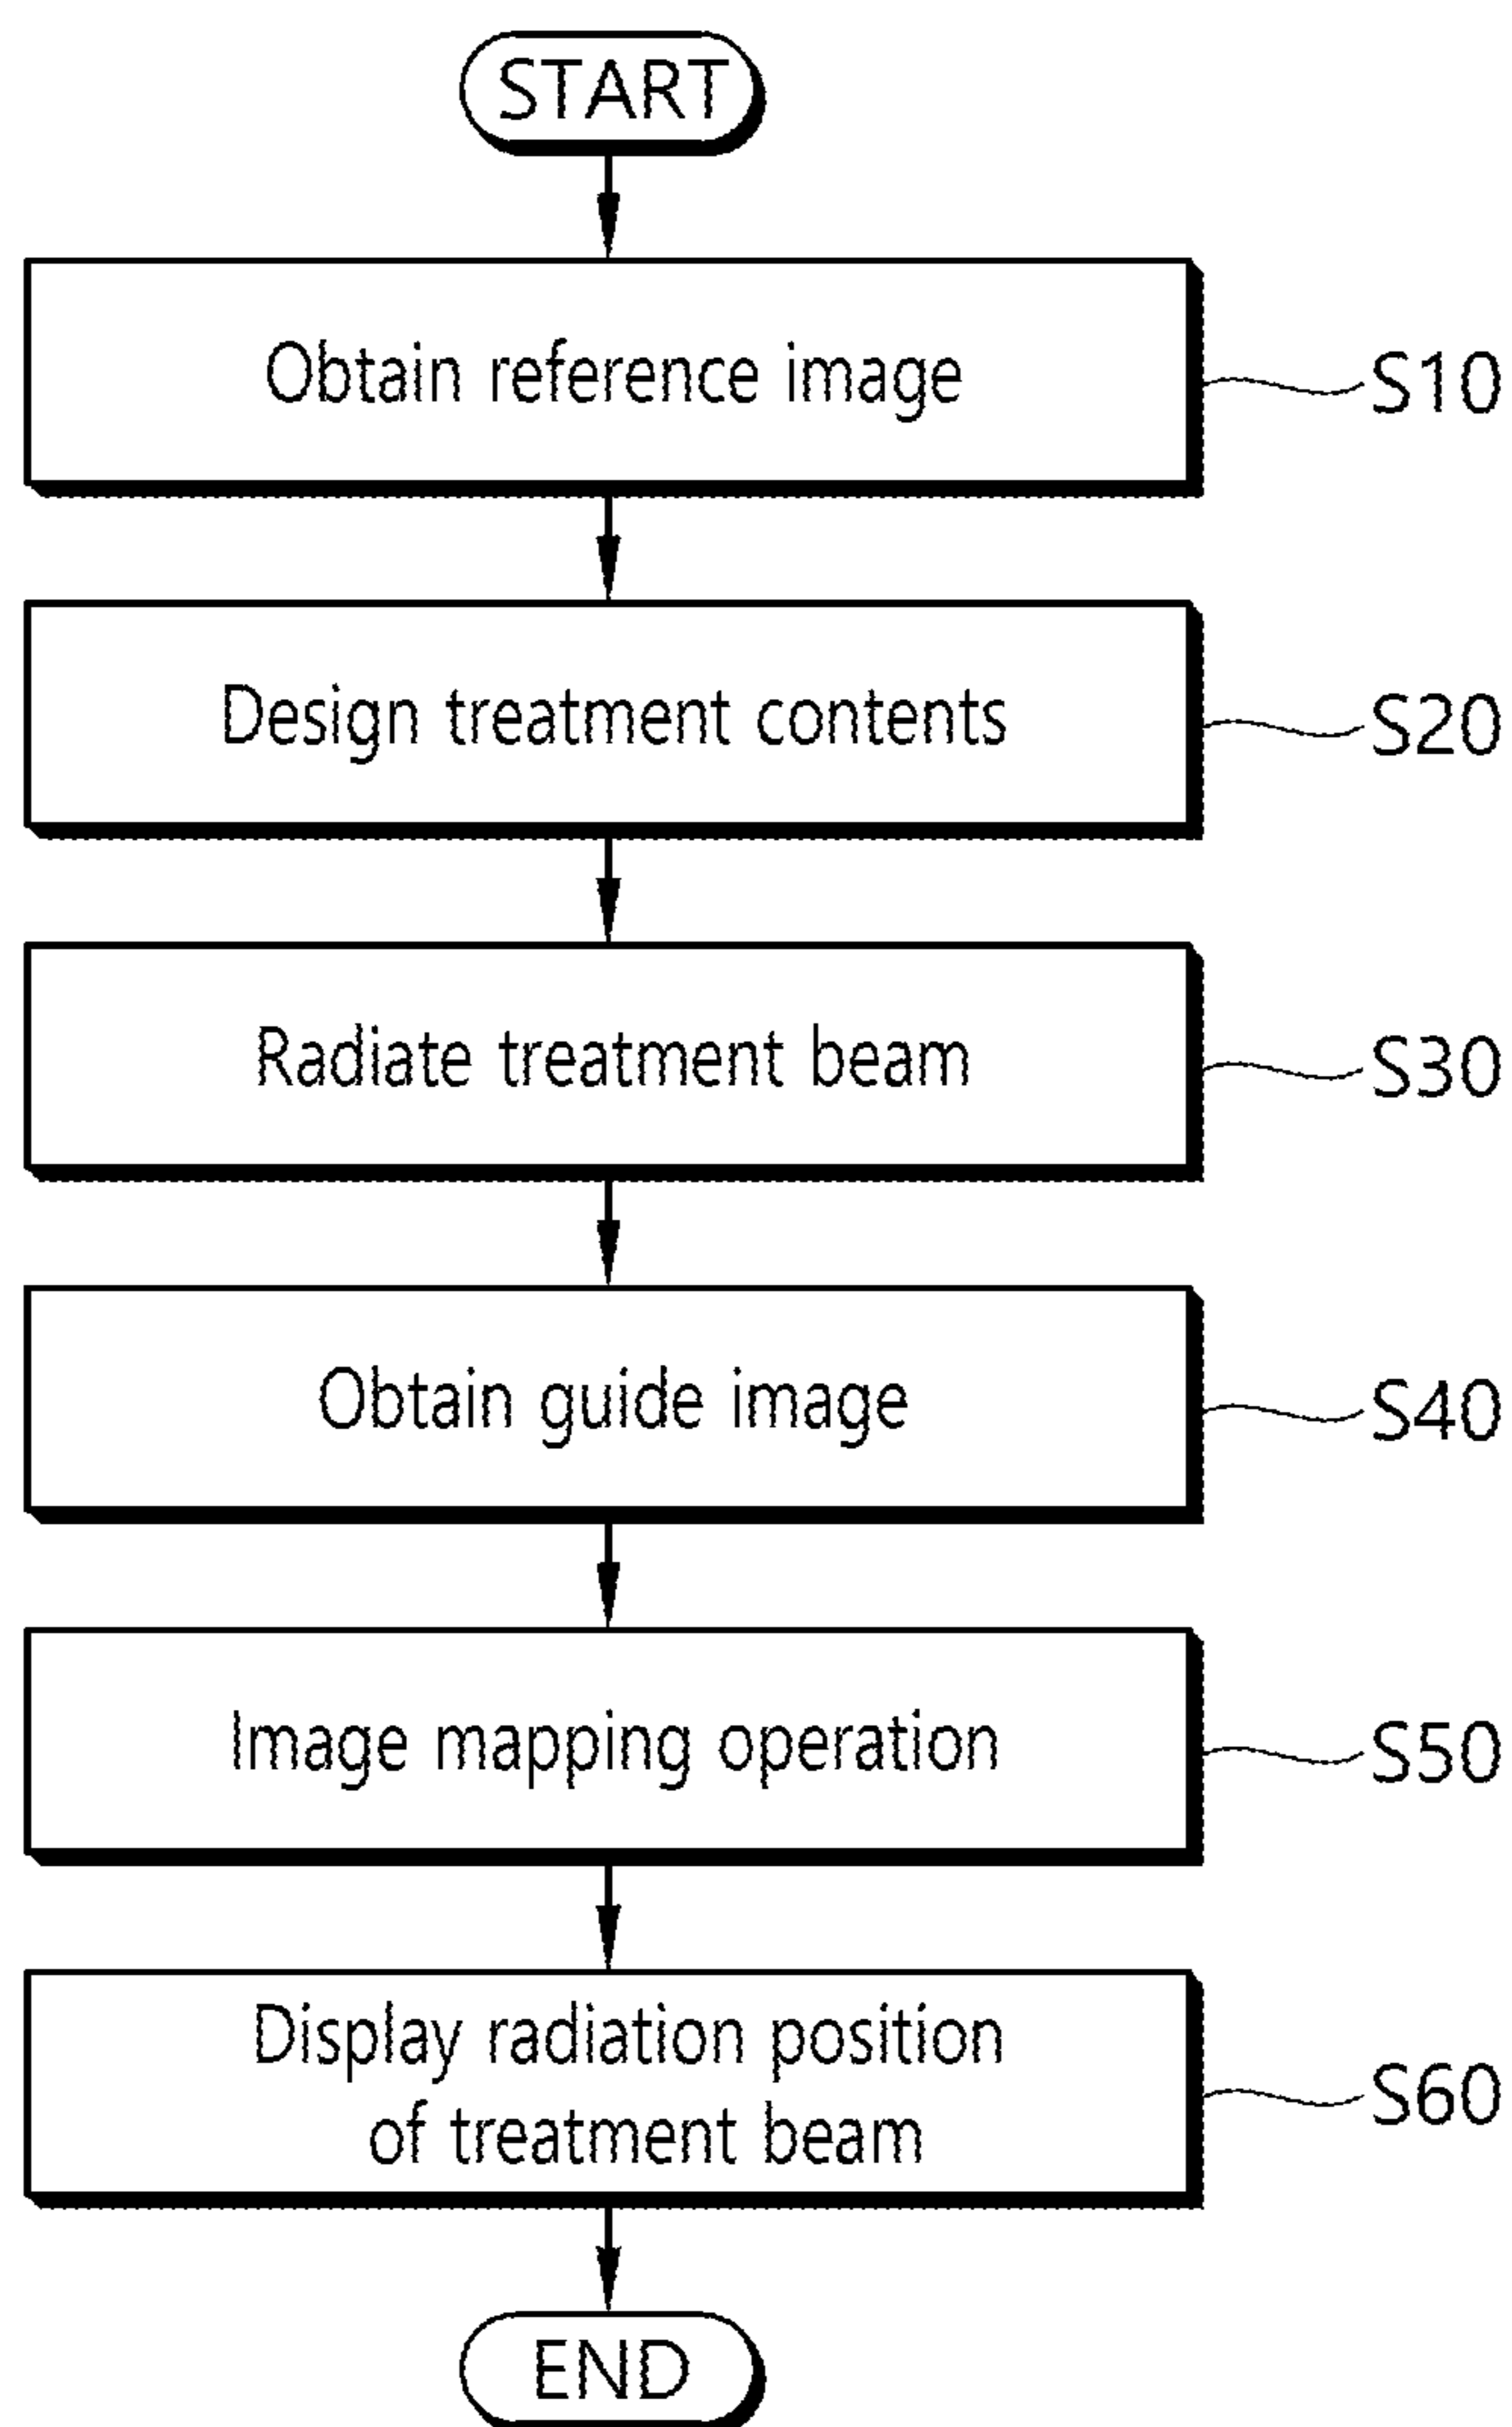 START
Obtain reference image
S10
Design treatment contents
S20
Radiate treatment beam
S30
Obtain guide image
S40
Image mapping operation
S50
Display radiation position
of treatment beam
S60
END